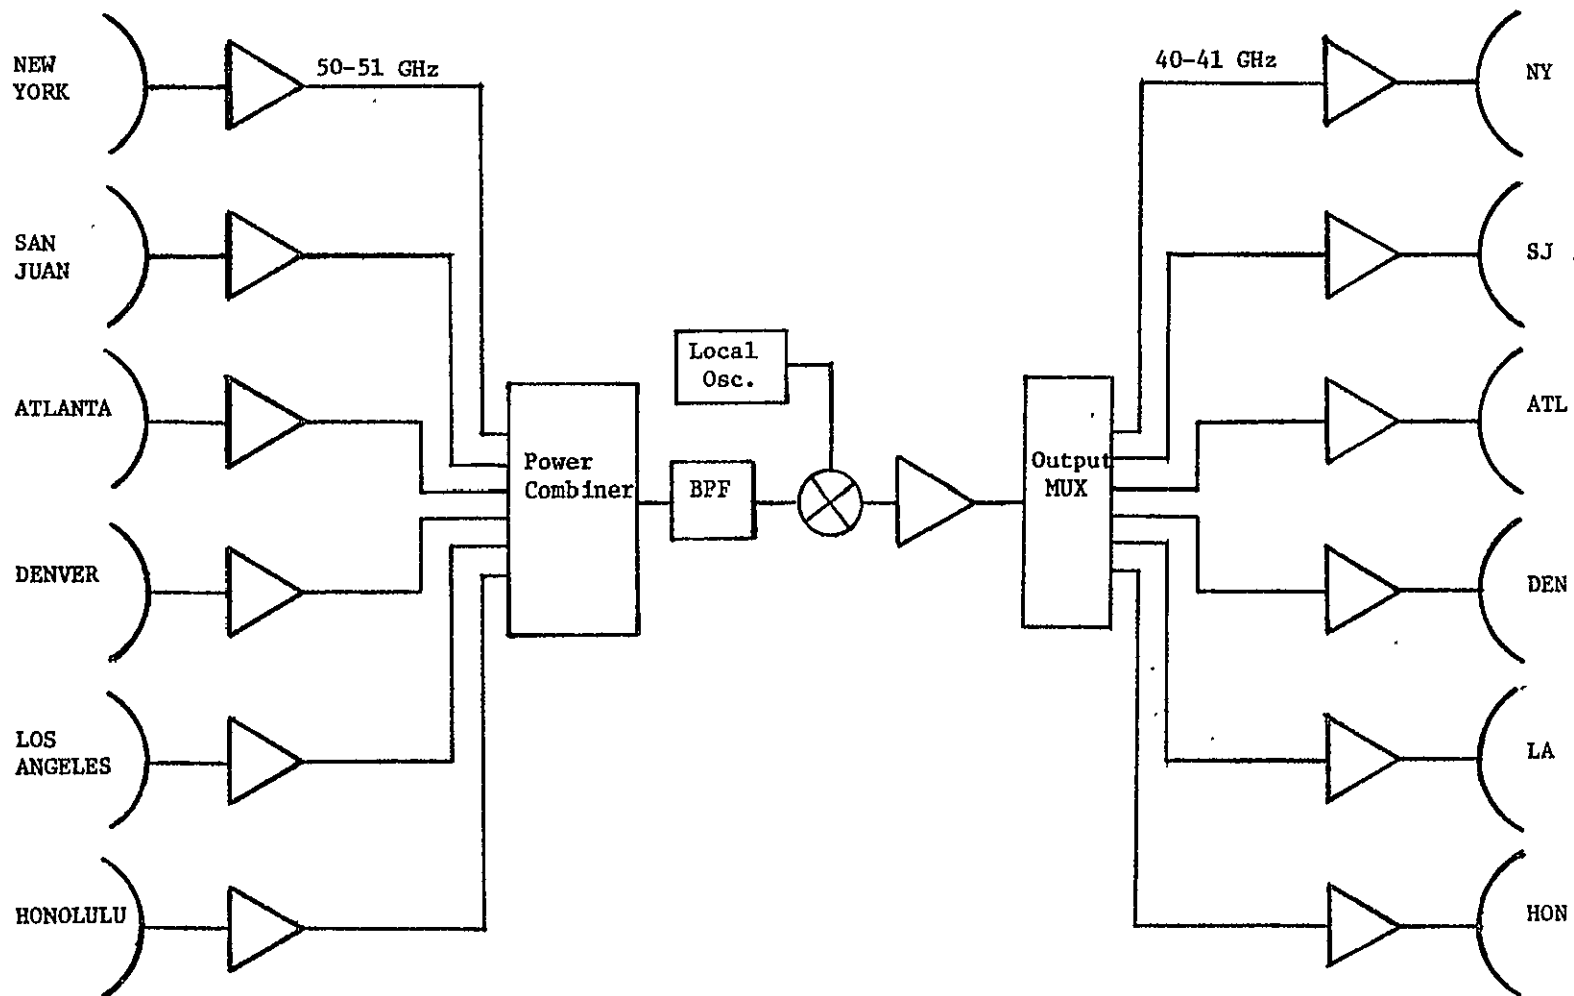 NEW
YORK
50-51 GHz
40-41 GHz
NY
SAN
JUAN
SJ
Local
Osc.
ATLANTA
ATL
Power
Combiner
BPF
Output
MUX
DENVER
DEN
LOS
ANGELES
LA
HONOLULU
HON